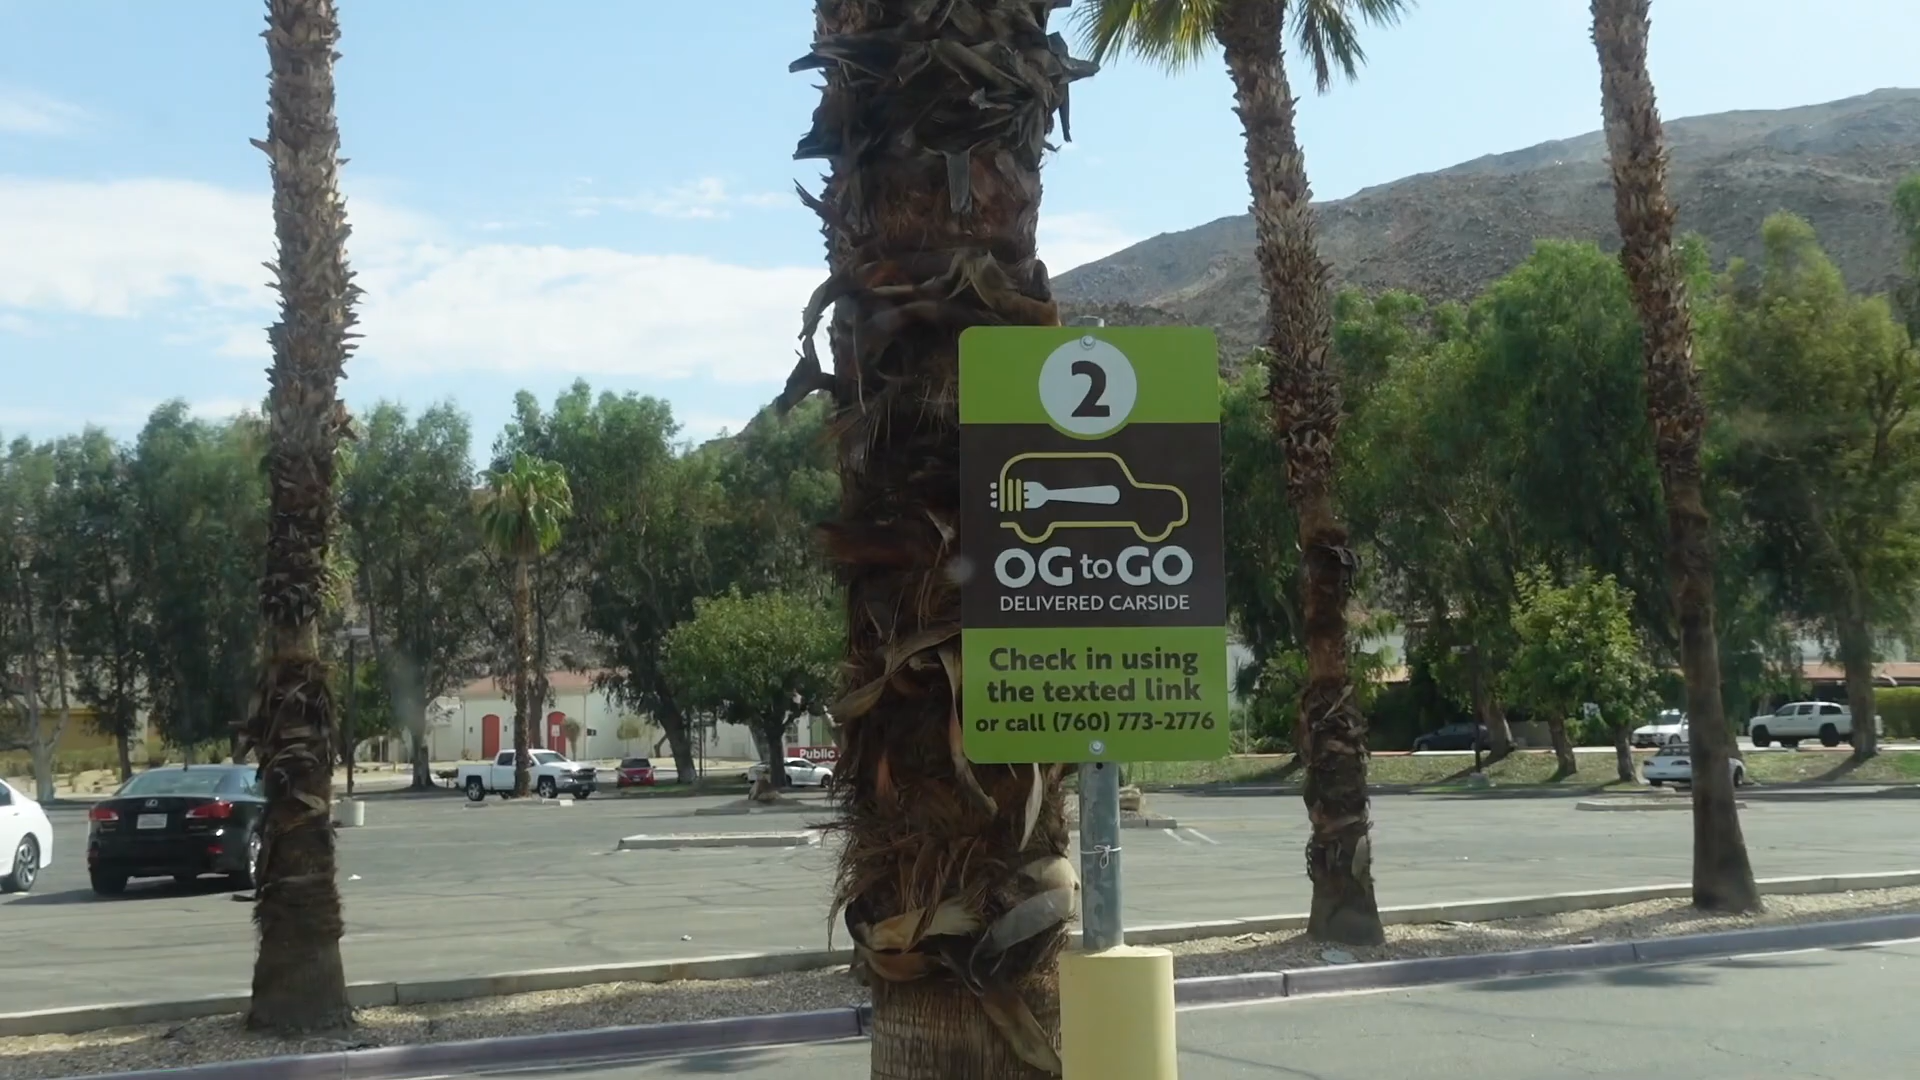 2
OG to GO
DELIVERED CARSIDE
Check in using
the texted link
or call (760) 773-2776
Public